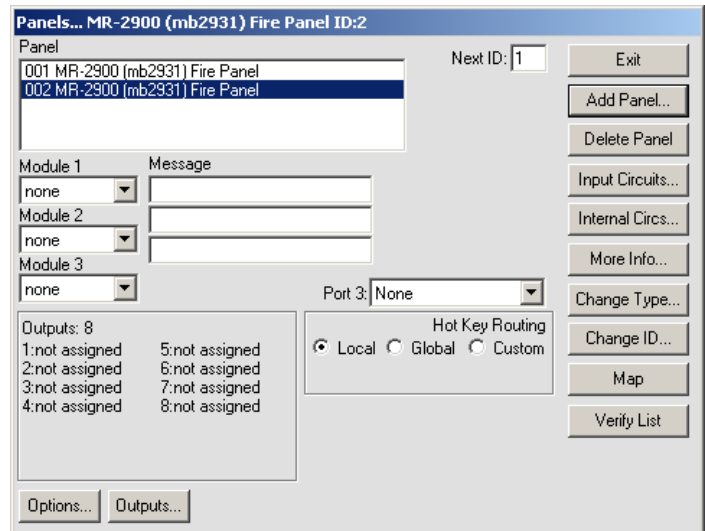 Panels... MR-2900 (mb2931) Fire Panel ID:2
Panel
Next ID: 1
001 MR-2900 (mb2931) Fire Panel
002 MR-2900 (mb2931) Fire Panel
Exit
Add Panel...
Delete Panel
Input Circuits...
Internal Circs...
More Info...
Change Type...
Change ID...
Map
Verify List
Module 1
Message
none
Module 2
none
Module 3
none
Port 3: None
Outputs: 8
1:not assigned 5:not assigned
2:not assigned 6:not assigned
3:not assigned 7:not assigned
4:not assigned 8:not assigned
Hot Key Routing
Local Global Custom
Options... Outputs...